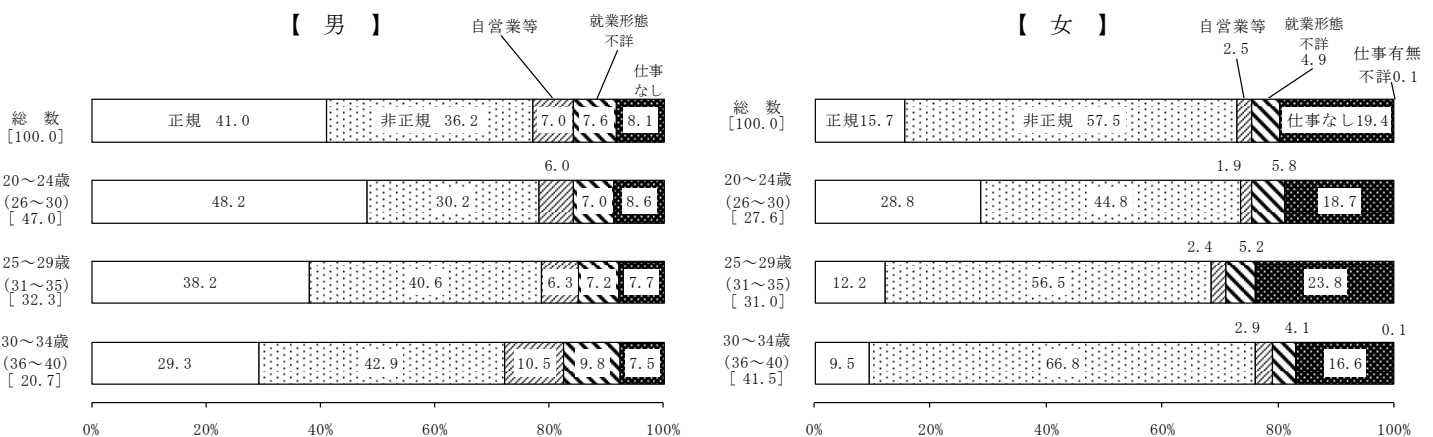 【 男 】
自営業等
就業形態
不詳
仕事
なし
総 数
[100.0]
正規 41.0
非正規 36.2
7.0
7.6
8.1
6.0
20～24歳
(26～30)
[ 47.0]
48.2
30.2
7.0
8.6
25～29歳
(31～35)
[ 32.3]
38.2
40.6
6.3
7.2
7.7
30～34歳
(36～40)
[ 20.7]
29.3
42.9
10.5
9.8
7.5
0%
20%
40%
60%
80%
100%
【 女 】
自営業等
2.5
就業形態
不詳
4.9
仕事有無
不詳0.1
総 数
[100.0]
正規15.7
非正規 57.5
仕事なし19.4
1.9
5.8
20～24歳
(26～30)
[ 27.6]
28.8
44.8
18.7
2.4
5.2
25～29歳
(31～35)
[ 31.0]
12.2
56.5
23.8
2.9
4.1
0.1
30～34歳
(36～40)
[ 41.5]
9.5
66.8
16.6
0%
20%
40%
60%
80%
100%